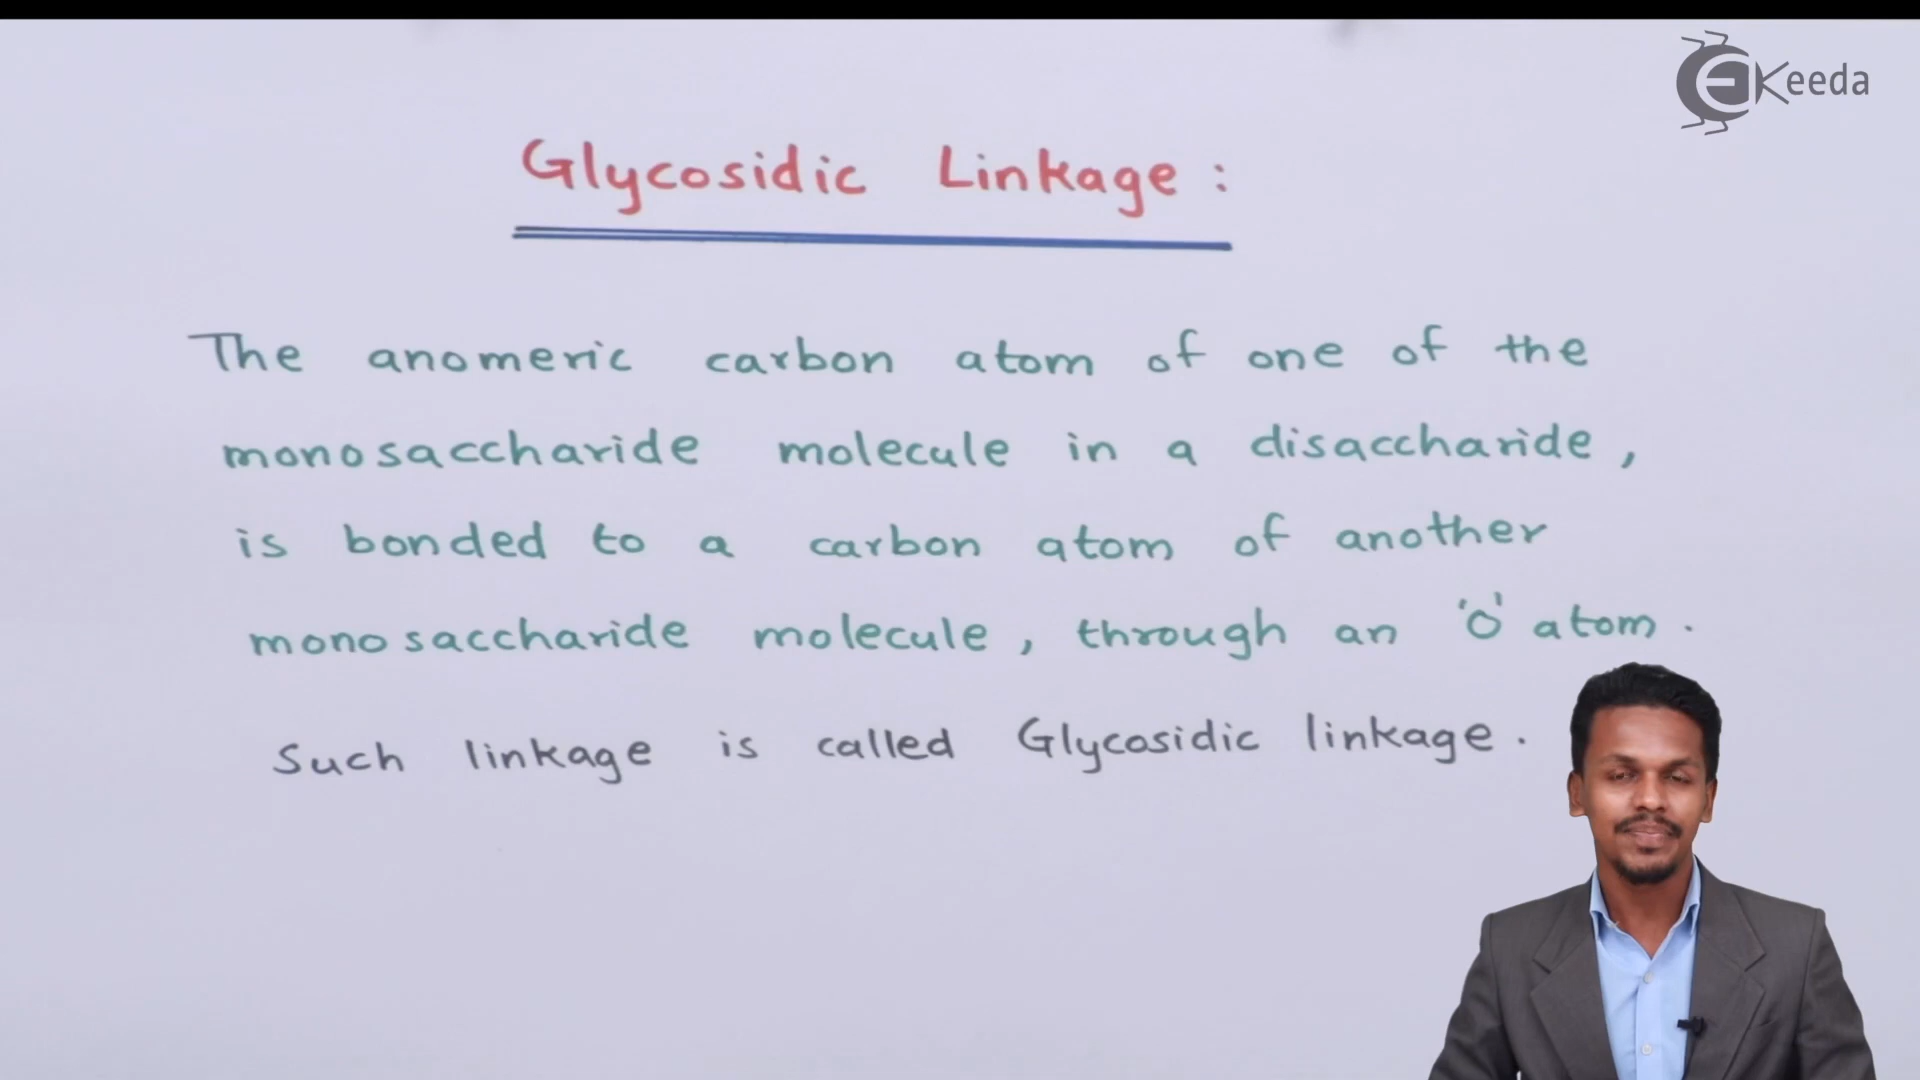 EKeeda
Glycosidic Linkage :
The anomeric carbon atom of one of the
monosaccharide molecule in a disaccharide,
is bonded to a carbon atom of another
monosaccharide molecule, through an 'O' atom.
Such linkage is called Glycosidic linkage.